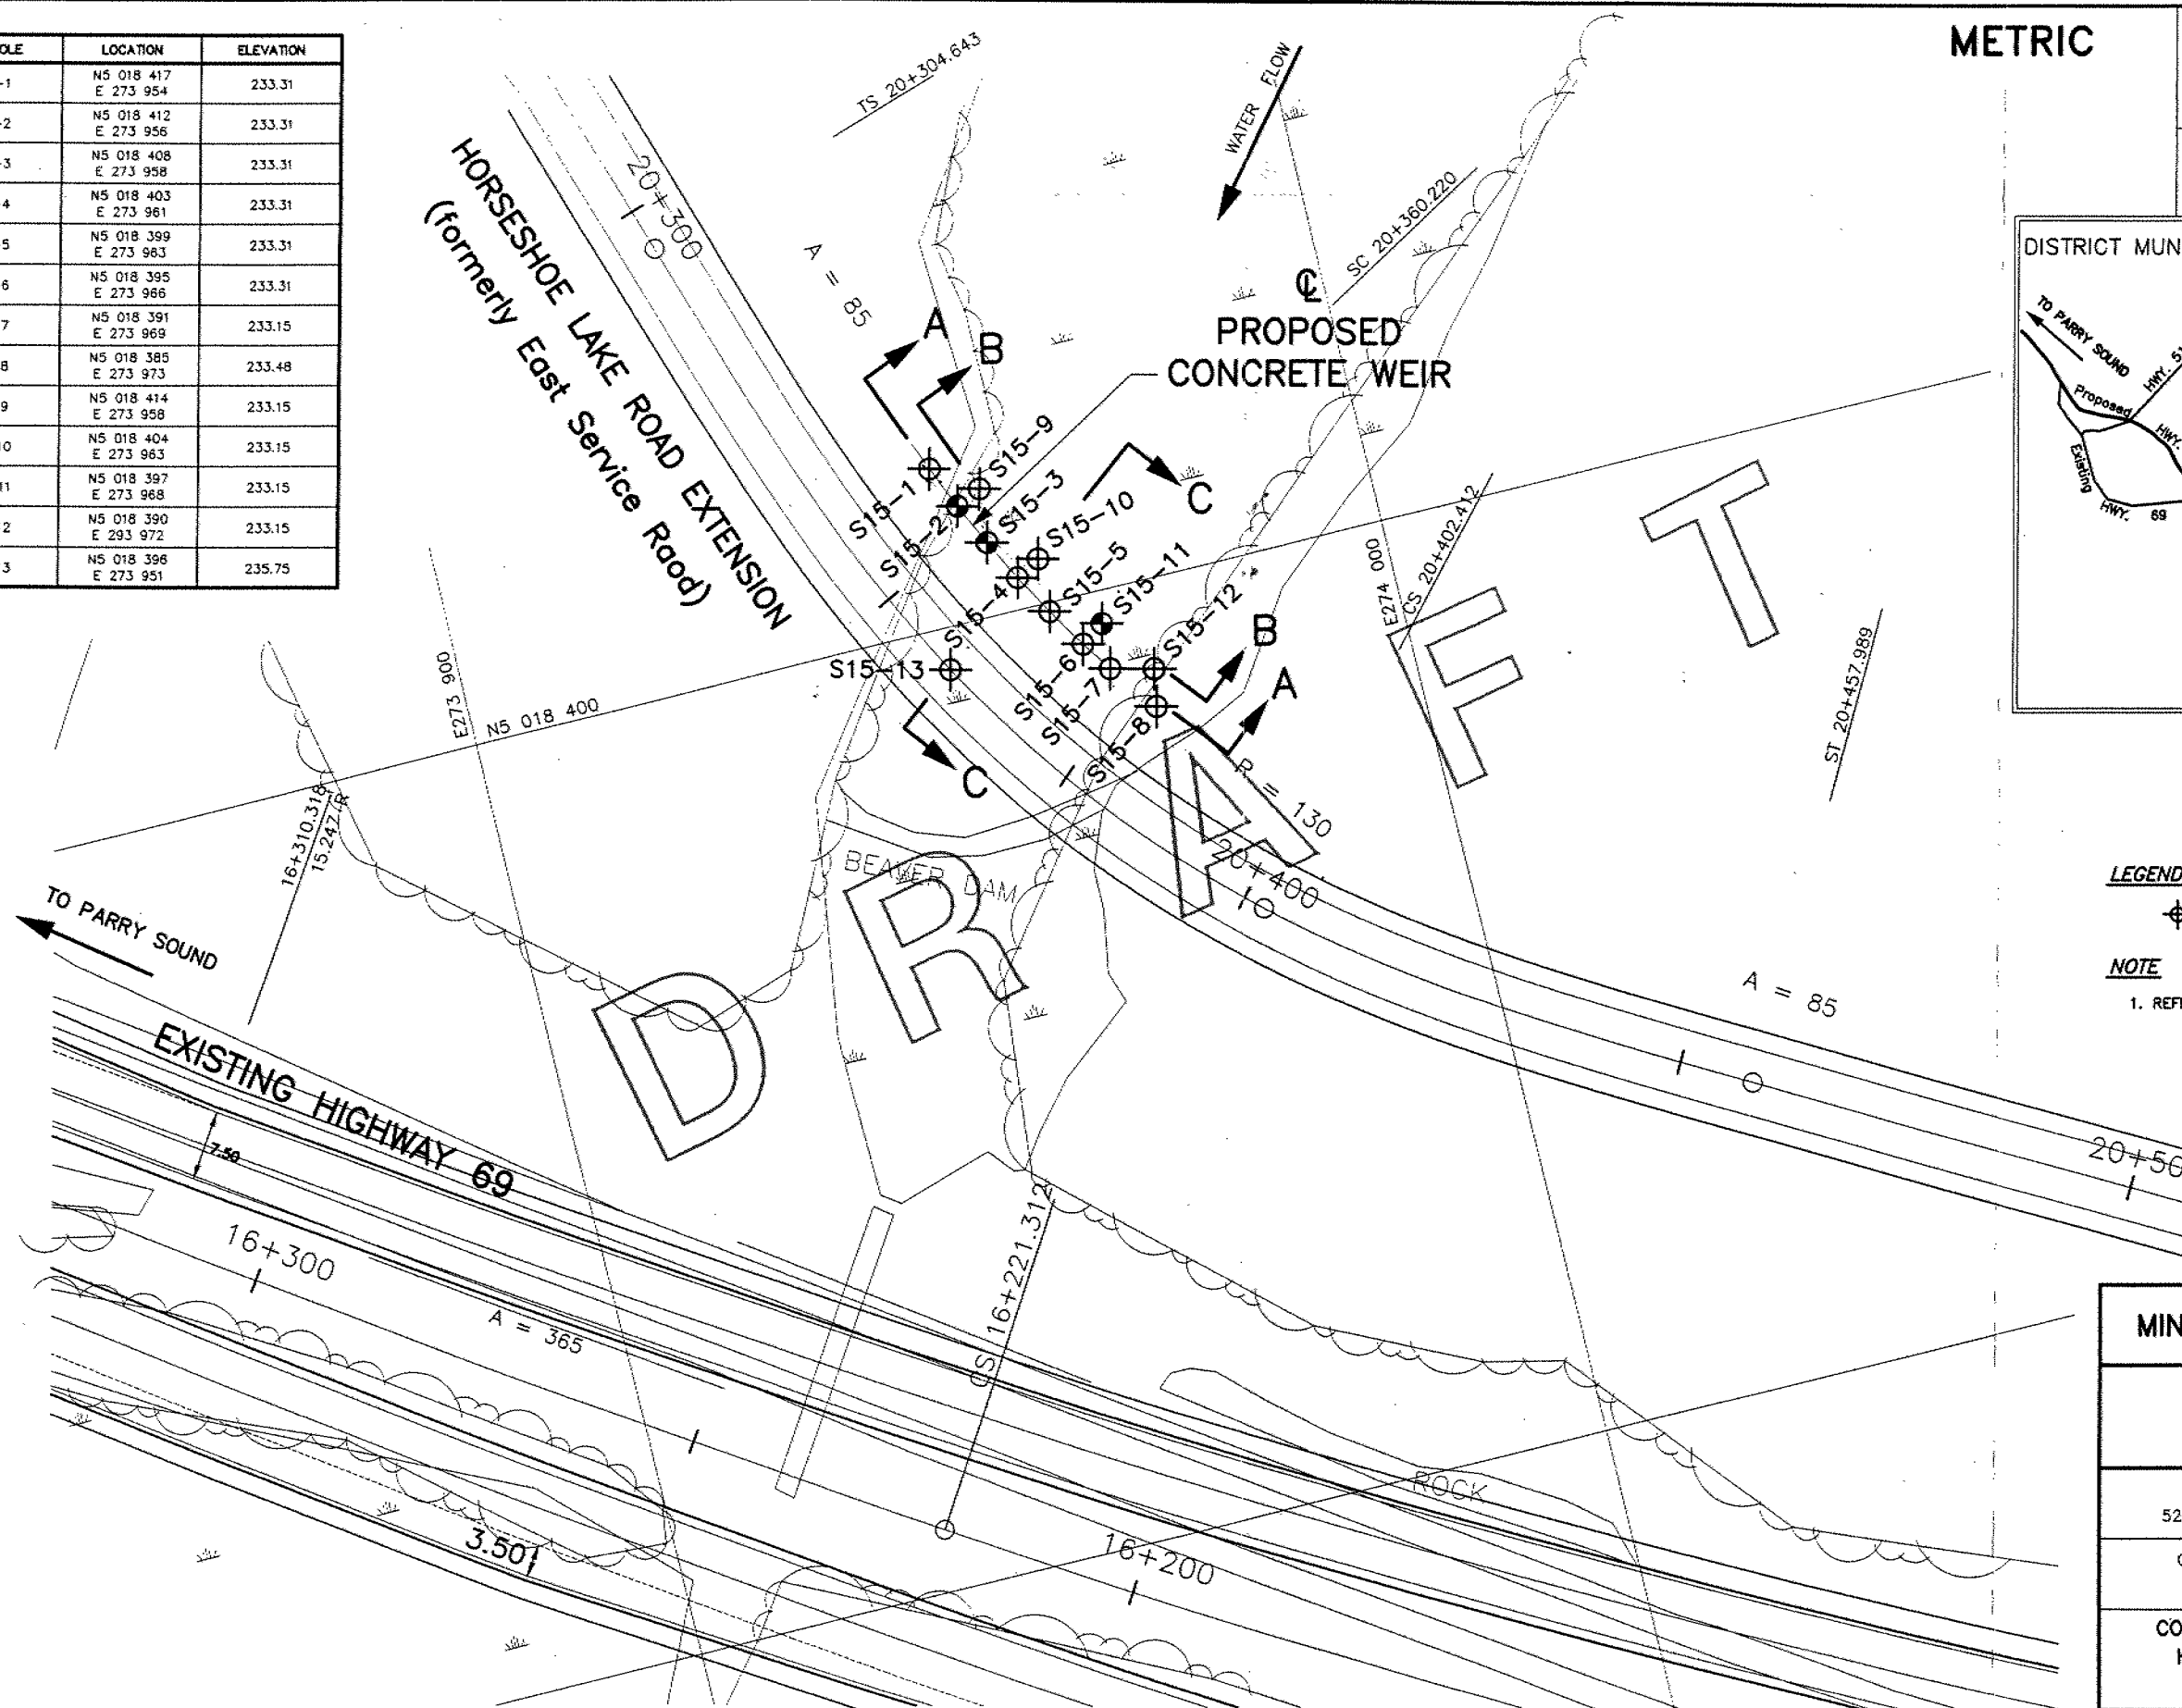 METRIC
OLE LOCATION ELEVATION
-1 N5 018 417 E 273 954 233.31
-2 N5 018 412 E 273 956 233.31
-3 N5 018 408 E 273 958 233.31
-4 N5 018 403 E 273 961 233.31
-5 N5 018 399 E 273 963 233.31
-6 N5 018 395 E 273 966 233.31
7 N5 018 391 E 273 969 233.15
8 N5 018 385 E 273 973 233.48
9 N5 018 414 E 273 958 233.15
10 N5 018 404 E 273 963 233.15
11 N5 018 397 E 273 968 233.15
2 N5 018 390 E 293 972 233.15
3 N5 018 396 E 273 951 235.75
TS 20+304.643
WATER FLOW
HORSESHOE LAKE ROAD EXTENSION
(formerly East Service Raod)
20+300
A = 85
SC 20+360.220
℄
PROPOSED
CONCRETE WEIR
A
B
C
S15-1
S15-2
S15-9
S15-3
S15-10
S15-4
S15-5
S15-11
S15-6
S15-7
S15-12
S15-8
S15-13
B
A
C
E274 000
CS 20+402.412
ST 20+457.989
E273 900
N5 018 400
R = 130
20+400
A = 85
20+50
BEAVER DAM
DRAFT
16+310.318
15.247 R
TO PARRY SOUND
EXISTING HIGHWAY 69
7.50
16+300
A = 365
CS 16+221.312
16+200
ROCK
3.50
DISTRICT MUN
TO PARRY SOUND
HWY. 51
Proposed
HWY.
Existing
HWY. 69
LEGEND
NOTE
1. REF
MIN
52
CO
H